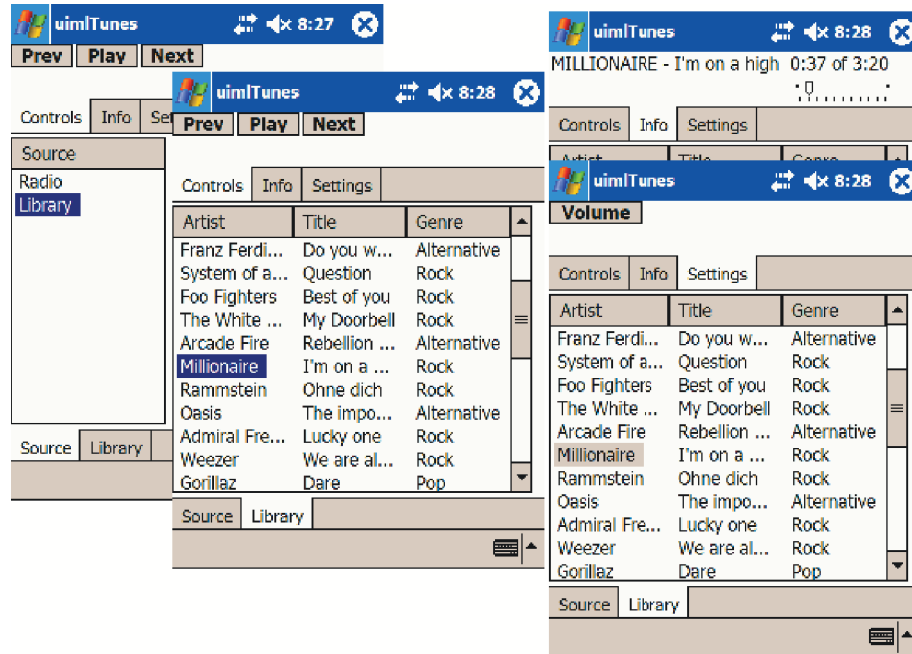 uimlTunes 8:27
Prev Play Next
Controls Info Se
Source
Radio
Library
Source Library
uimlTunes 8:28
Prev Play Next
Controls Info Settings
Artist Title Genre
Franz Ferdi... Do you w... Alternative
System of a... Question Rock
Foo Fighters Best of you Rock
The White ... My Doorbell Rock
Arcade Fire Rebellion ... Alternative
Millionaire I'm on a ... Rock
Rammstein Ohne dich Rock
Oasis The impo... Alternative
Admiral Fre... Lucky one Rock
Weezer We are al... Rock
Gorillaz Dare Pop
Source Library
uimlTunes 8:28
MILLIONAIRE - I'm on a high 0:37 of 3:20
Controls Info Settings
Artist Title Genre
uimlTunes 8:28
Volume
Controls Info Settings
Artist Title Genre
Franz Ferdi... Do you w... Alternative
System of a... Question Rock
Foo Fighters Best of you Rock
The White ... My Doorbell Rock
Arcade Fire Rebellion ... Alternative
Millionaire I'm on a ... Rock
Rammstein Ohne dich Rock
Oasis The impo... Alternative
Admiral Fre... Lucky one Rock
Weezer We are al... Rock
Gorillaz Dare Pop
Source Library